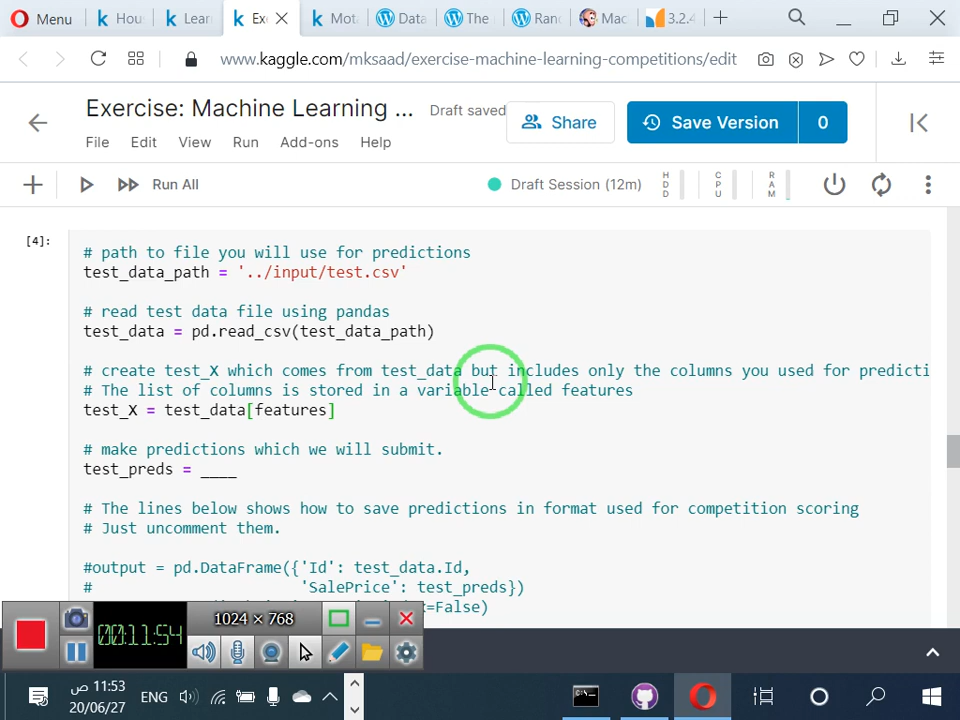 Menu
Hou
Lear
Exe
Mot
Data
The
Ran
Mac
3.2.4
www.kaggle.com/mksaad/exercise-machine-learning-competitions/edit
Exercise: Machine Learning ...
Draft saved
Share
Save Version
0
File Edit View Run Add-ons Help
Run All
Draft Session (12m)
HDD
CPU
RAM
[4]:
# path to file you will use for predictions
test_data_path = '../input/test.csv'
# read test data file using pandas
test_data = pd.read_csv(test_data_path)
# create test_X which comes from test_data but includes only the columns you used for predicti
# The list of columns is stored in a variable called features
test_X = test_data[features]
# make predictions which we will submit.
test_preds = ____
# The lines below shows how to save predictions in format used for competition scoring
# Just uncomment them.
#output = pd.DataFrame({'Id': test_data.Id,
# 'SalePrice': test_preds})
=False)
1024 × 768
00:11:54
11:53 ص
ENG
20/06/27